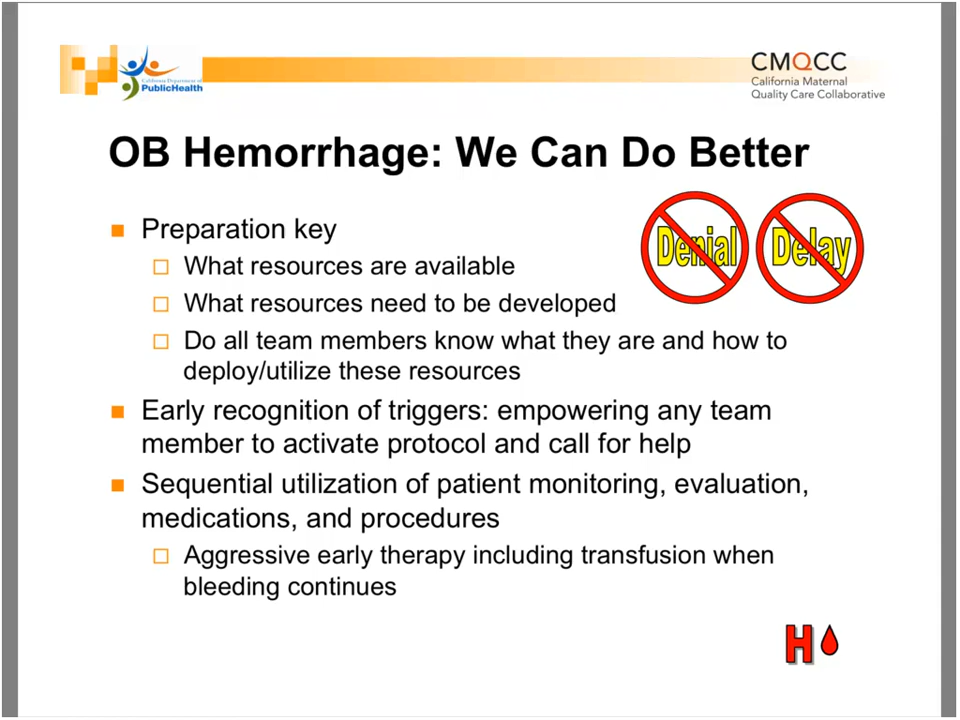 California Department of
PublicHealth
CMQCC
California Maternal
Quality Care Collaborative
OB Hemorrhage: We Can Do Better
Denial
Delay
Preparation key
What resources are available
What resources need to be developed
Do all team members know what they are and how to
deploy/utilize these resources
Early recognition of triggers: empowering any team
member to activate protocol and call for help
Sequential utilization of patient monitoring, evaluation,
medications, and procedures
Aggressive early therapy including transfusion when
bleeding continues
H